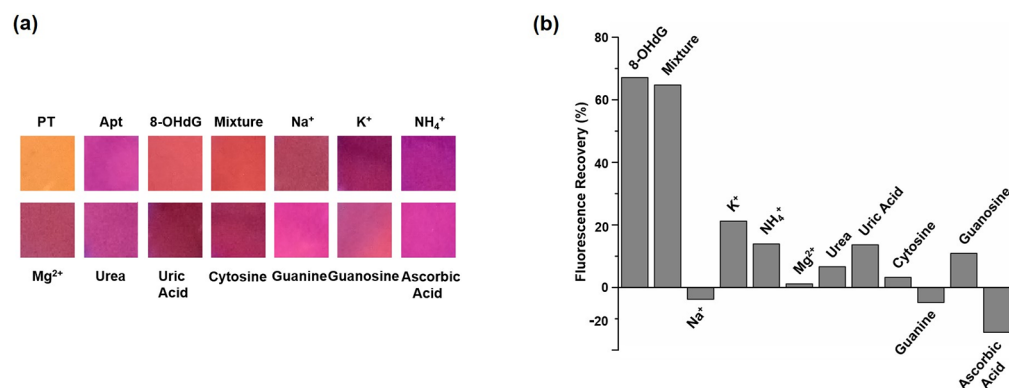 (a)
PT Apt 8-OHdG Mixture Na⁺ K⁺ NH₄⁺
Mg²⁺ Urea Uric Acid Cytosine Guanine Guanosine Ascorbic Acid
(b)
Fluorescence Recovery (%)
80
60
40
20
0
-20
8-OHdG
Mixture
Na⁺
K⁺
NH₄⁺
Mg²⁺
Urea
Uric Acid
Cytosine
Guanine
Guanosine
Ascorbic
Acid